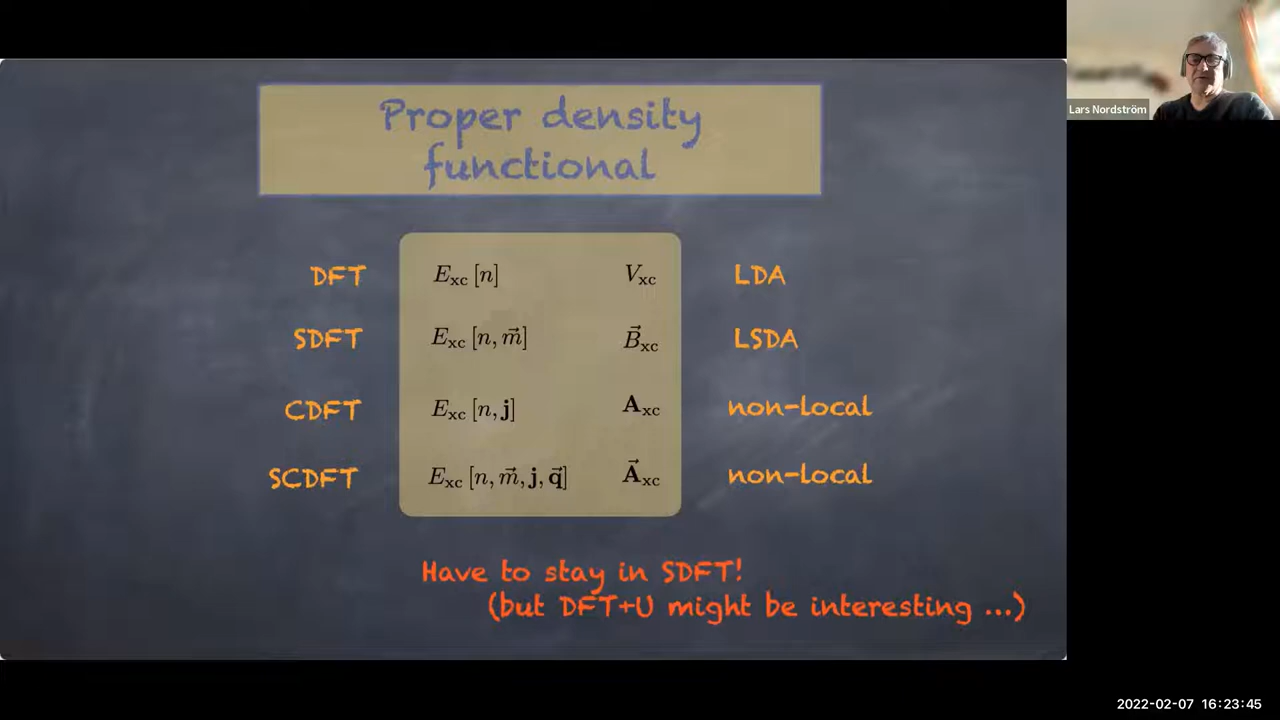 Proper density
functional
DFT E_xc [n] V_xc LDA
SDFT E_xc [n, m⃗] B⃗_xc LSDA
CDFT E_xc [n, j] A_xc non-local
SCDFT E_xc [n, m⃗, j, q⃗] A⃗_xc non-local
Have to stay in SDFT!
(but DFT+U might be interesting ...)
Lars Nordström
2022-02-07 16:23:45